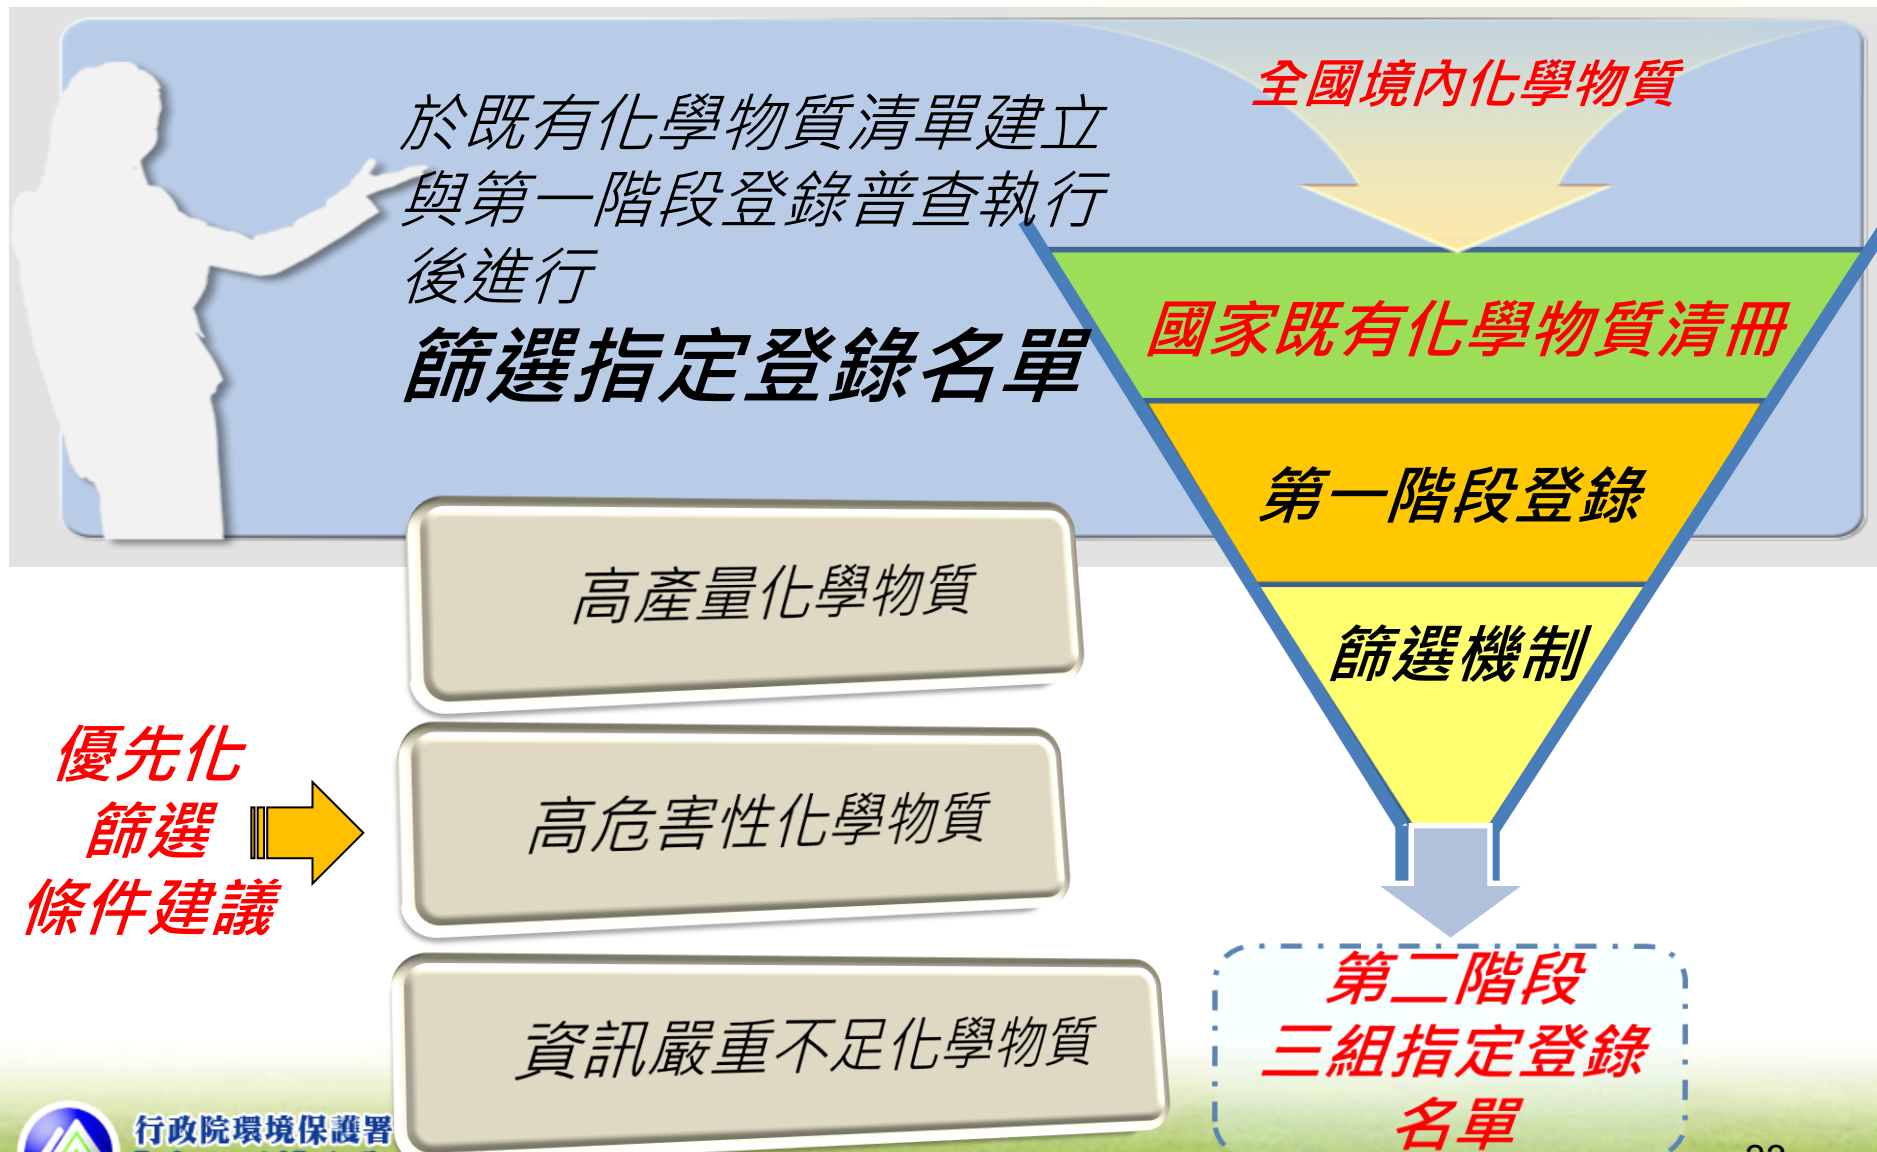 於既有化學物質清單建立
與第一階段登錄普查執行
後進行
篩選指定登錄名單
全國境內化學物質
國家既有化學物質清冊
第一階段登錄
篩選機制
第二階段
三組指定登錄
名單
優先化
篩選
條件建議
高產量化學物質
高危害性化學物質
資訊嚴重不足化學物質
行政院環境保護署